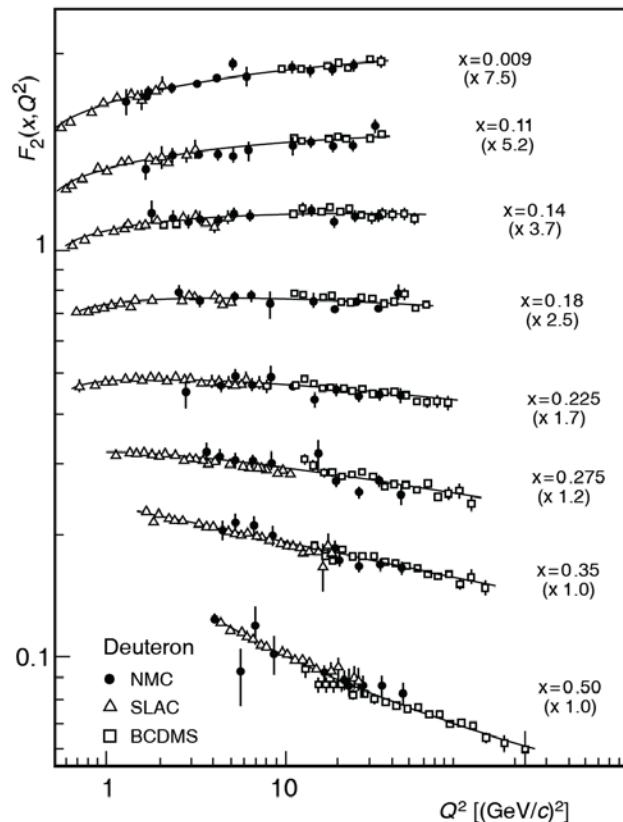 F₂(x,Q²)
1
0.1
x=0.009
(x 7.5)
x=0.11
(x 5.2)
x=0.14
(x 3.7)
x=0.18
(x 2.5)
x=0.225
(x 1.7)
x=0.275
(x 1.2)
x=0.35
(x 1.0)
x=0.50
(x 1.0)
Deuteron
NMC
SLAC
BCDMS
1
10
Q² [(GeV/c)²]